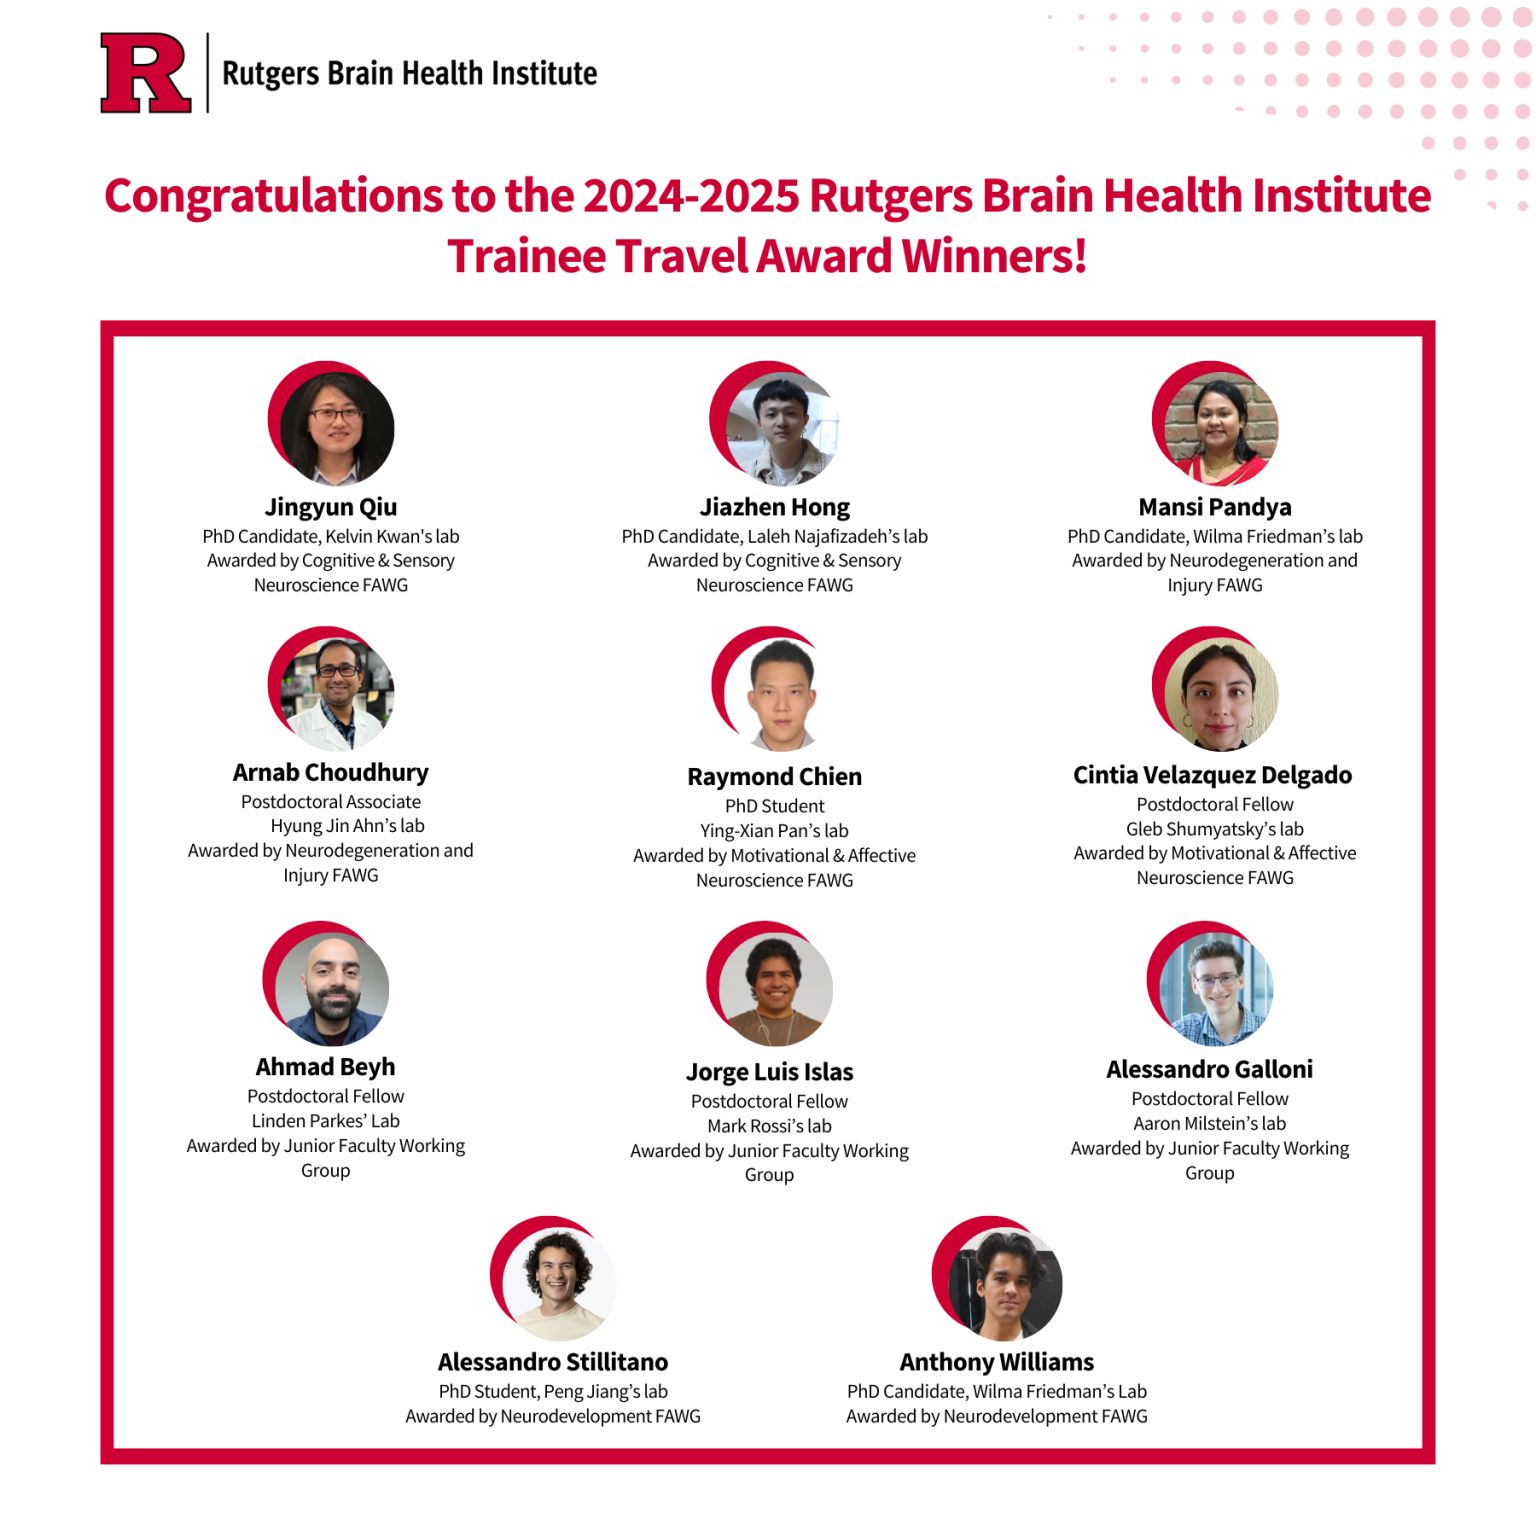 R
Rutgers Brain Health Institute
Congratulations to the 2024-2025 Rutgers Brain Health Institute
Trainee Travel Award Winners!
Jingyun Qiu
PhD Candidate, Kelvin Kwan's lab
Awarded by Cognitive & Sensory
Neuroscience FAWG
Jiazhen Hong
PhD Candidate, Laleh Najafizadeh’s lab
Awarded by Cognitive & Sensory
Neuroscience FAWG
Mansi Pandya
PhD Candidate, Wilma Friedman’s lab
Awarded by Neurodegeneration and
Injury FAWG
Arnab Choudhury
Postdoctoral Associate
Hyung Jin Ahn’s lab
Awarded by Neurodegeneration and
Injury FAWG
Raymond Chien
PhD Student
Ying-Xian Pan’s lab
Awarded by Motivational & Affective
Neuroscience FAWG
Cintia Velazquez Delgado
Postdoctoral Fellow
Gleb Shumyatsky’s lab
Awarded by Motivational & Affective
Neuroscience FAWG
Ahmad Beyh
Postdoctoral Fellow
Linden Parkes’ Lab
Awarded by Junior Faculty Working
Group
Jorge Luis Islas
Postdoctoral Fellow
Mark Rossi’s lab
Awarded by Junior Faculty Working
Group
Alessandro Galloni
Postdoctoral Fellow
Aaron Milstein’s lab
Awarded by Junior Faculty Working
Group
Alessandro Stillitano
PhD Student, Peng Jiang’s lab
Awarded by Neurodevelopment FAWG
Anthony Williams
PhD Candidate, Wilma Friedman’s Lab
Awarded by Neurodevelopment FAWG